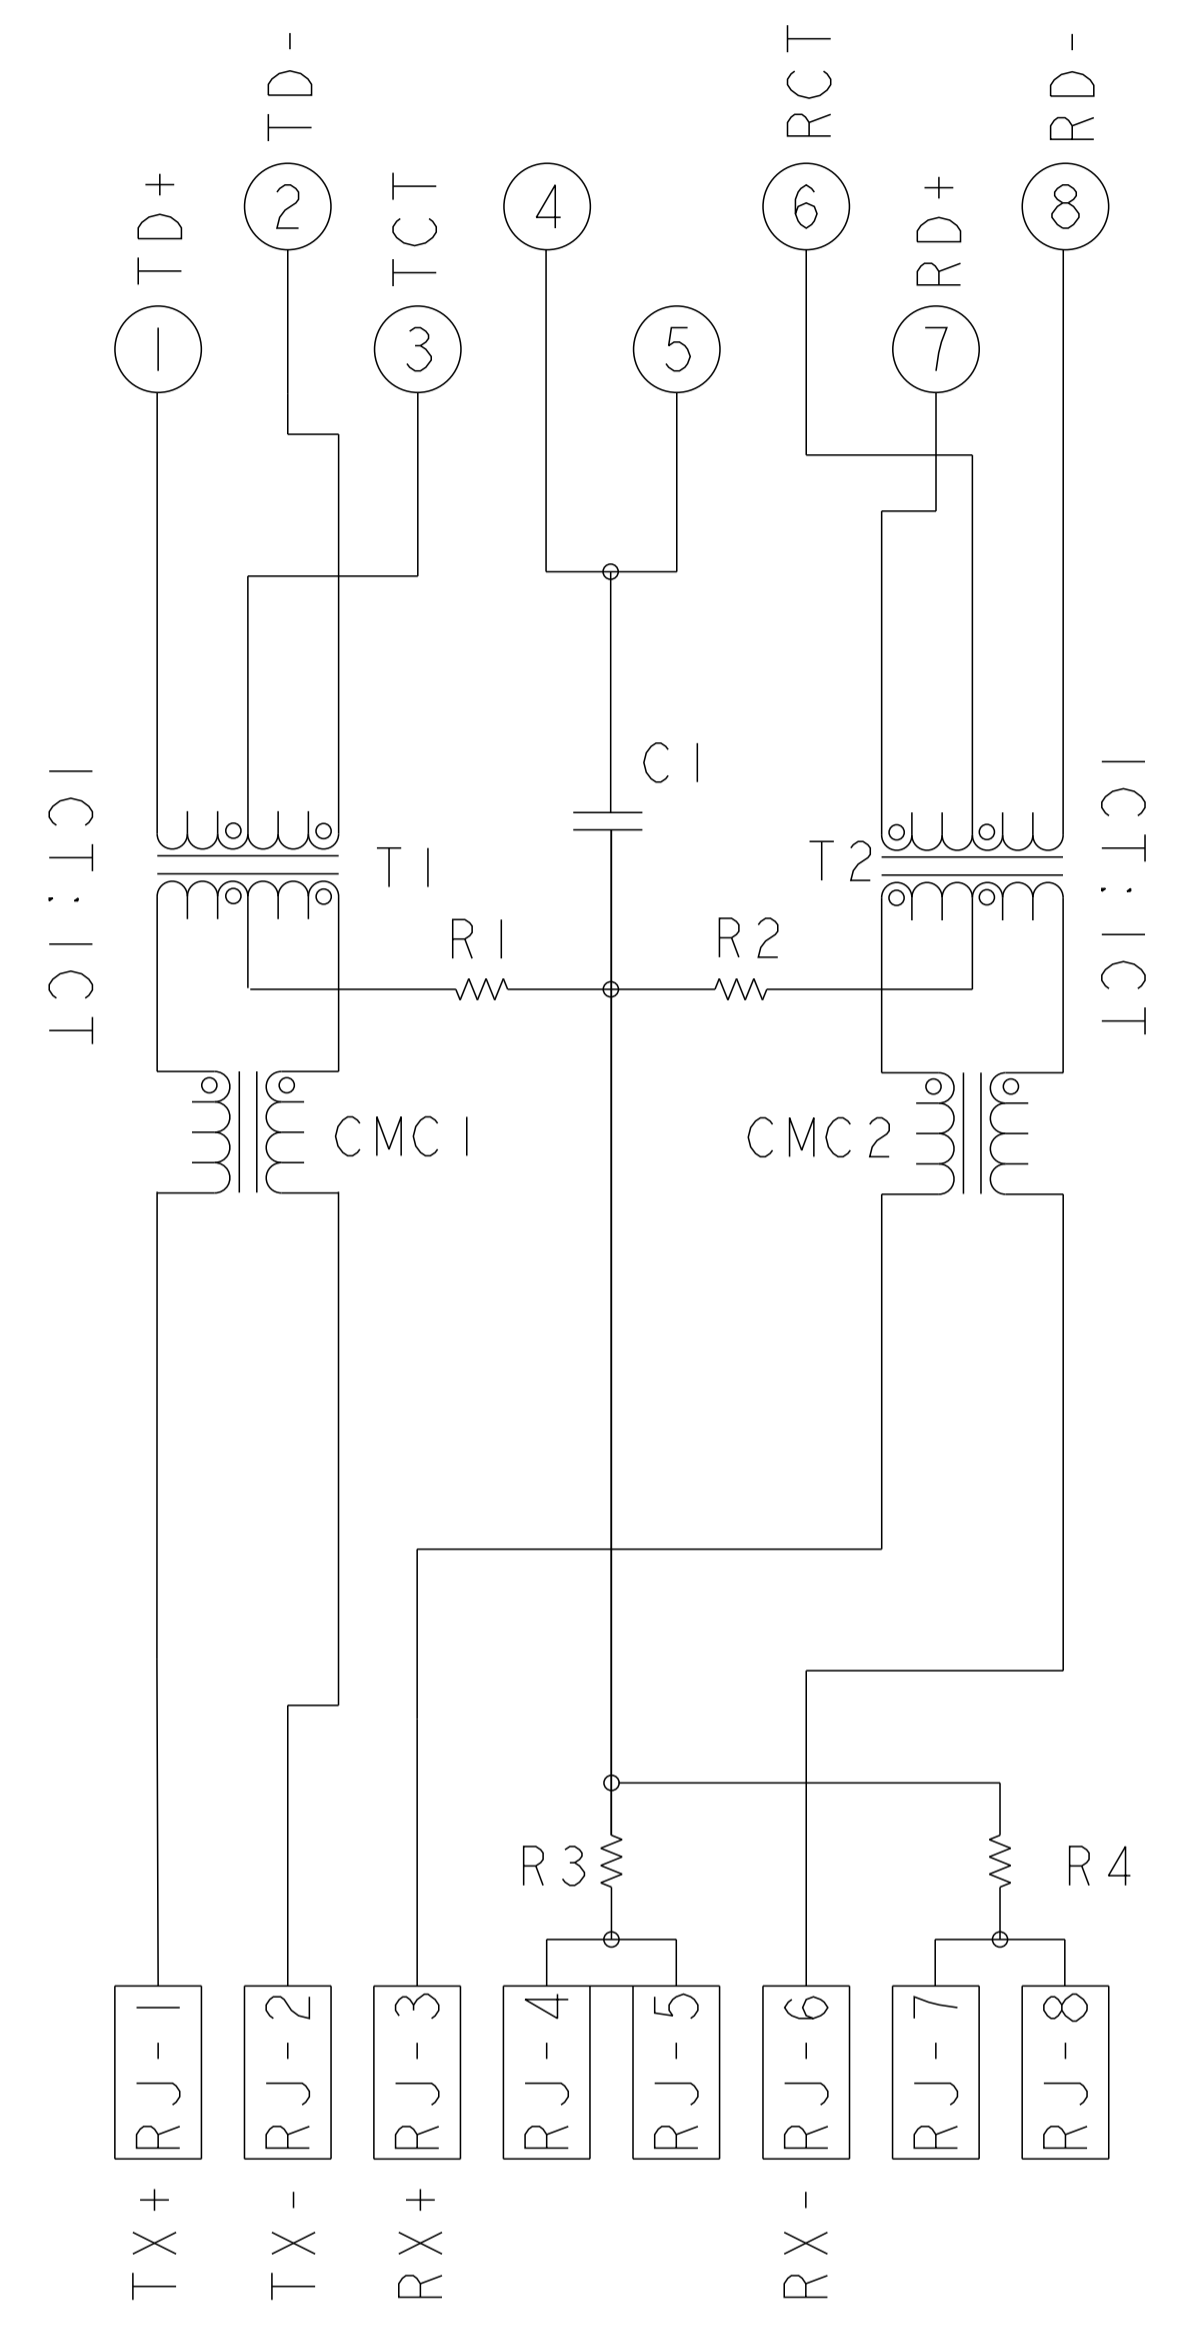 TD+
TD-
TCT
RCT
RD+
RD-
1
2
3
4
5
6
7
8
1CT:1CT
1CT:1CT
C1
T1
T2
R1
R2
CMC1
CMC2
R3
R4
RJ-1
RJ-2
RJ-3
RJ-4
RJ-5
RJ-6
RJ-7
RJ-8
TX+
TX-
RX+
RX-